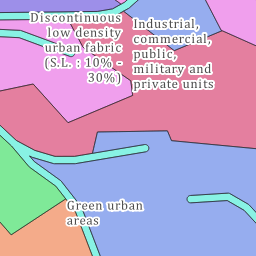 Discontinuous
low density
urban fabric
(S.L. : 10% -
30%)
Industrial,
commercial,
public,
military and
private units
Green urban
areas